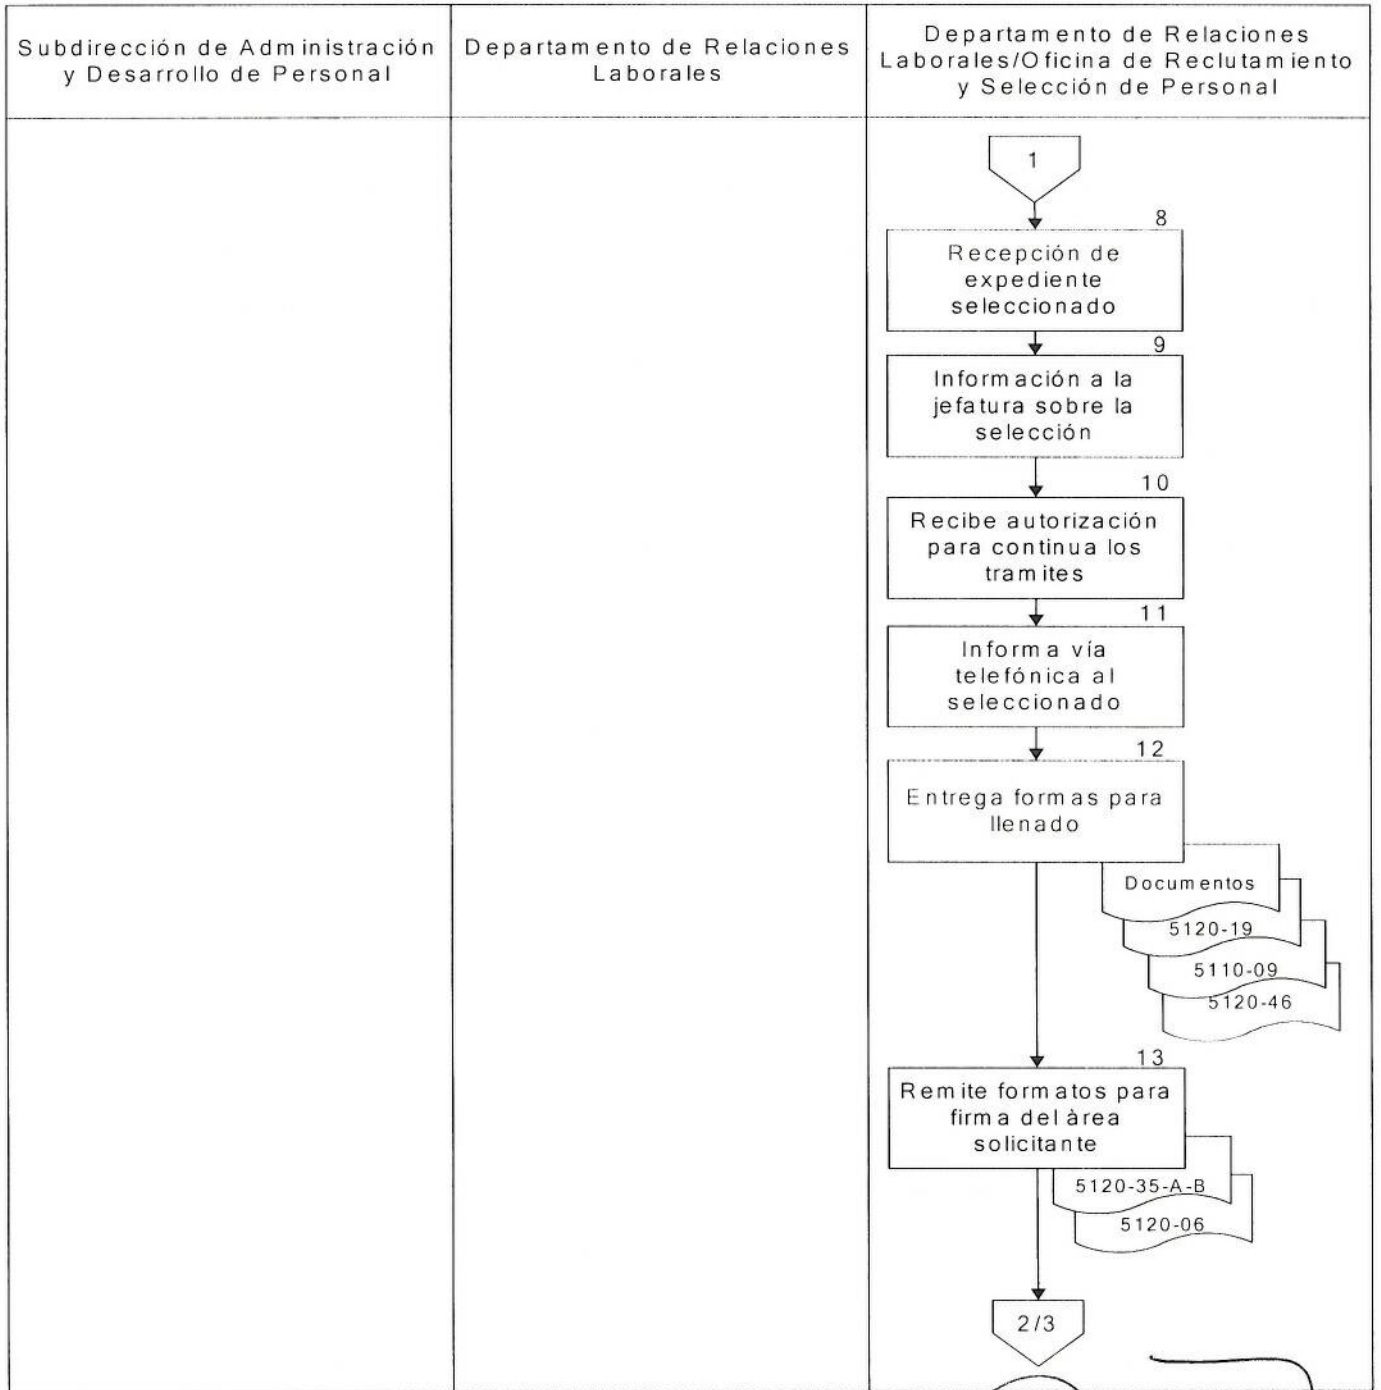 Subdirección de Administración
y Desarrollo de Personal
Departamento de Relaciones
Laborales
Departamento de Relaciones
Laborales/Oficina de Reclutamiento
y Selección de Personal
1
8
Recepción de
expediente
seleccionado
9
Información a la
jefatura sobre la
selección
10
Recibe autorización
para continua los
tramites
11
Informa vía
telefónica al
seleccionado
12
Entrega formas para
llenado
Documentos
5120-19
5110-09
5120-46
13
Remite formatos para
firma del àrea
solicitante
5120-35-A-B
5120-06
2/3